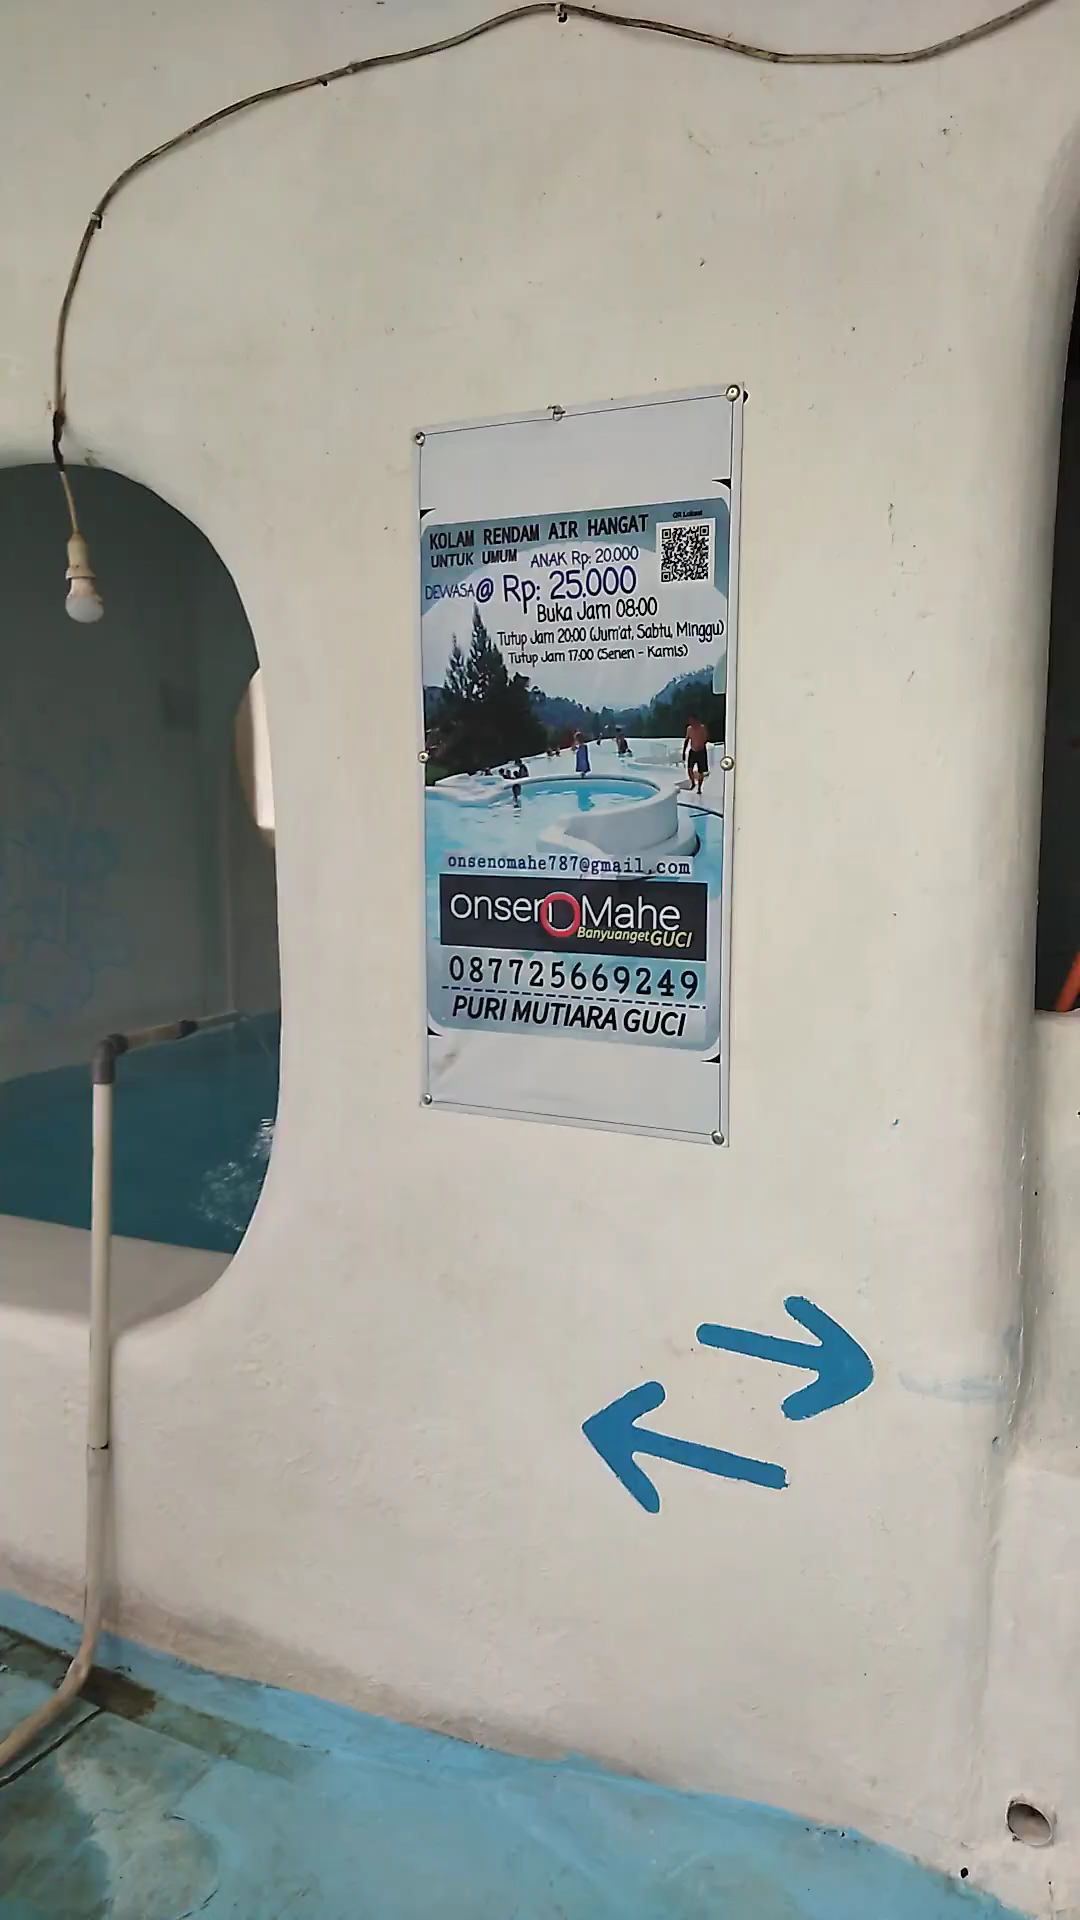 QR Lokasi
KOLAM RENDAM AIR HANGAT
UNTUK UMUM
ANAK Rp: 20.000
DEWASA@ Rp: 25.000
Buka Jam 08:00
Tutup Jam 20:00 (Jum'at, Sabtu, Minggu)
Tutup Jam 17:00 (Senen - Kamis)
onsenomahe787@gmail.com
onsenOMahe
BanyuangetGUCI
087725669249
PURI MUTIARA GUCI